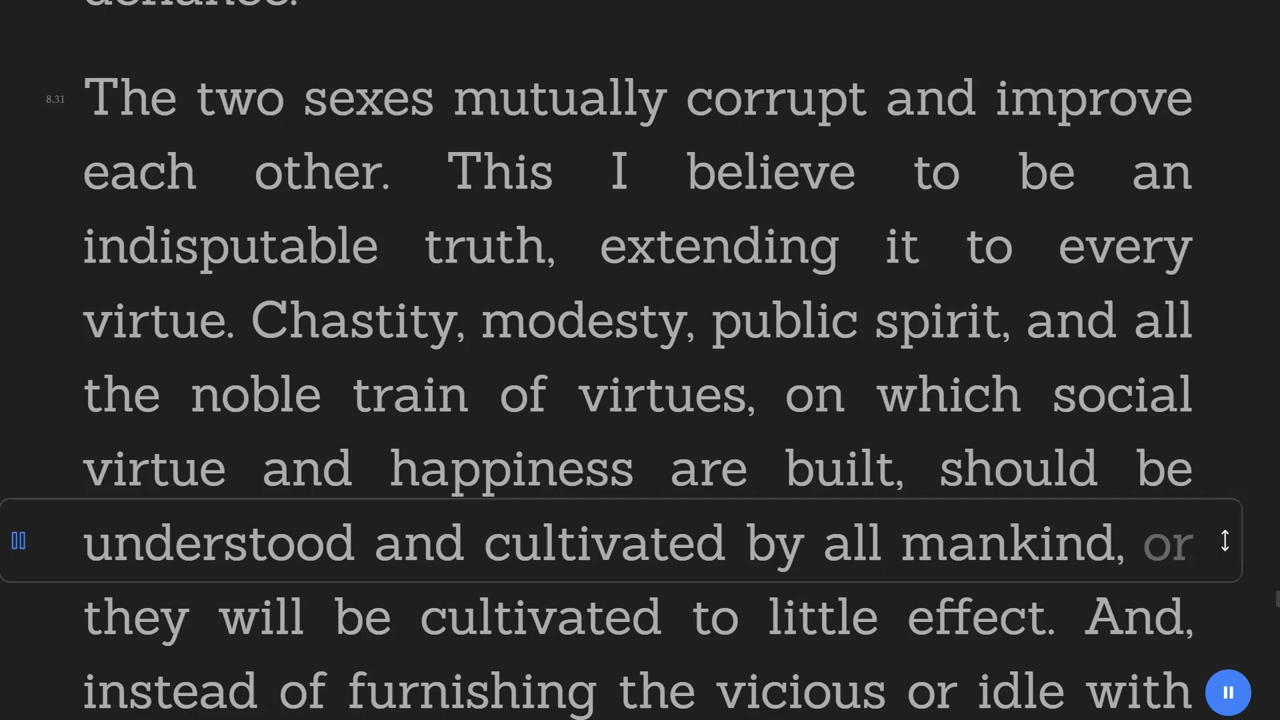 defiance.
8.31
The two sexes mutually corrupt and improve
each other. This I believe to be an
indisputable truth, extending it to every
virtue. Chastity, modesty, public spirit, and all
the noble train of virtues, on which social
virtue and happiness are built, should be
understood and cultivated by all mankind, or
they will be cultivated to little effect. And,
instead of furnishing the vicious or idle with